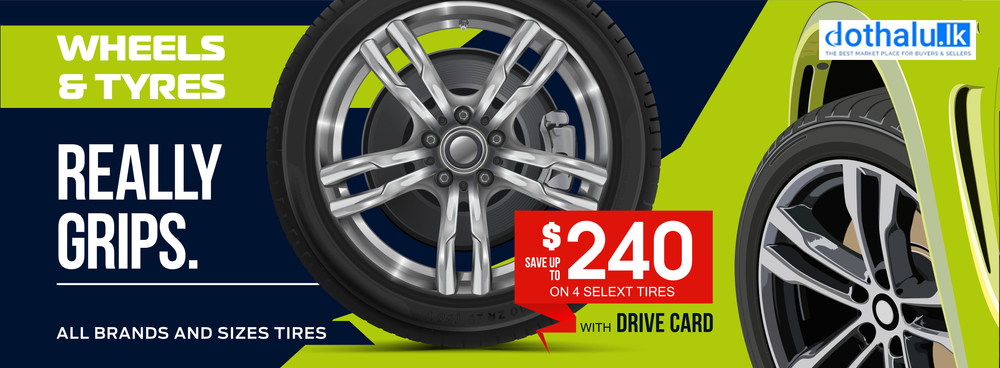 WHEELS
& TYRES
dothalu.lk
THE BEST MARKET PLACE FOR BUYERS & SELLERS
REALLY
GRIPS.
SAVE UP
TO
$240
ON 4 SELEXT TIRES
WITH DRIVE CARD
ALL BRANDS AND SIZES TIRES